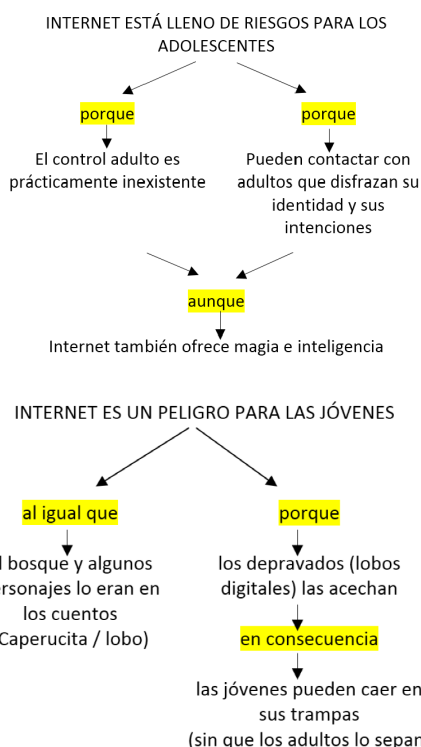 INTERNET ESTÁ LLENO DE RIESGOS PARA LOS
ADOLESCENTES
porque
porque
El control adulto es
prácticamente inexistente
Pueden contactar con
adultos que disfrazan su
identidad y sus
intenciones
aunque
Internet también ofrece magia e inteligencia
INTERNET ES UN PELIGRO PARA LAS JÓVENES
al igual que
porque
l bosque y algunos
ersonajes lo eran en
los cuentos
Caperucita / lobo)
los depravados (lobos
digitales) las acechan
en consecuencia
las jóvenes pueden caer en
sus trampas
(sin que los adultos lo sepan